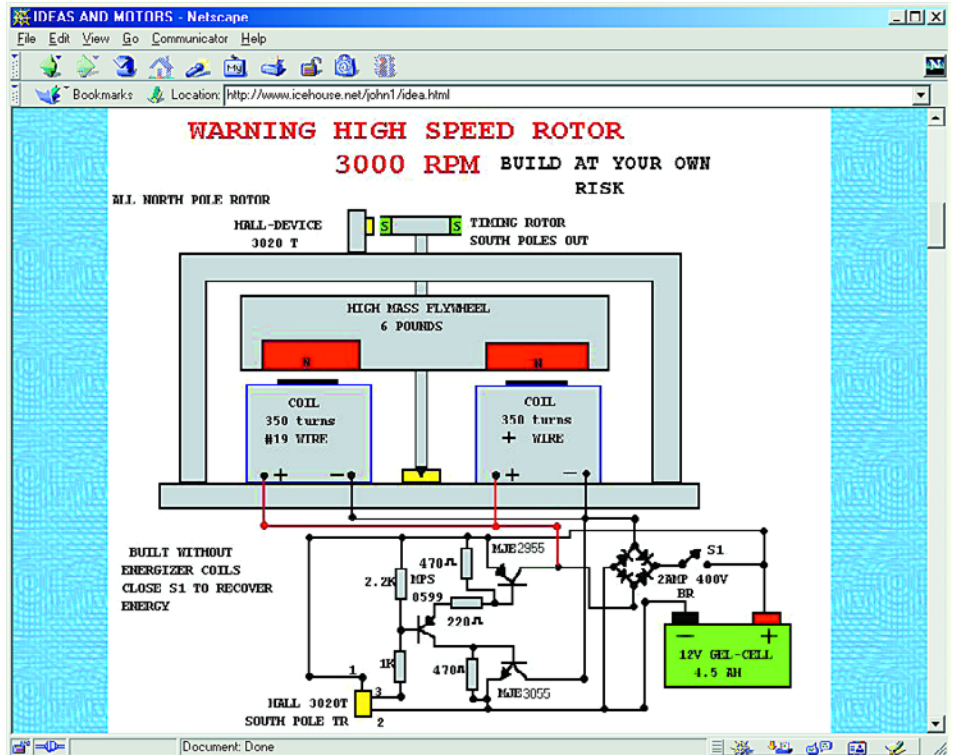 IDEAS AND MOTORS - Netscape
File Edit View Go Communicator Help
My
N
Bookmarks Location: http://www.icehouse.net/john1/idea.html
WARNING HIGH SPEED ROTOR
3000 RPM BUILD AT YOUR OWN
RISK
ALL NORTH POLE ROTOR
HALL-DEVICE
3020 T
S S
TIMING ROTOR
SOUTH POLES OUT
HIGH MASS FLYWHEEL
6 POUNDS
N N
COIL
350 turns
#19 WIRE
+ −
COIL
350 turns
+ WIRE
+ −
BUILT WITHOUT
ENERGIZER COILS
CLOSE S1 TO RECOVER
ENERGY
470Ω
MJE2955
S1
2.2K
MPS
0599
2AMP 400V
BR
220Ω
− +
12V GEL-CELL
4.5 AH
1K
470Ω
MJE3055
1
3
HALL 3020T
SOUTH POLE TR
2
Document: Done